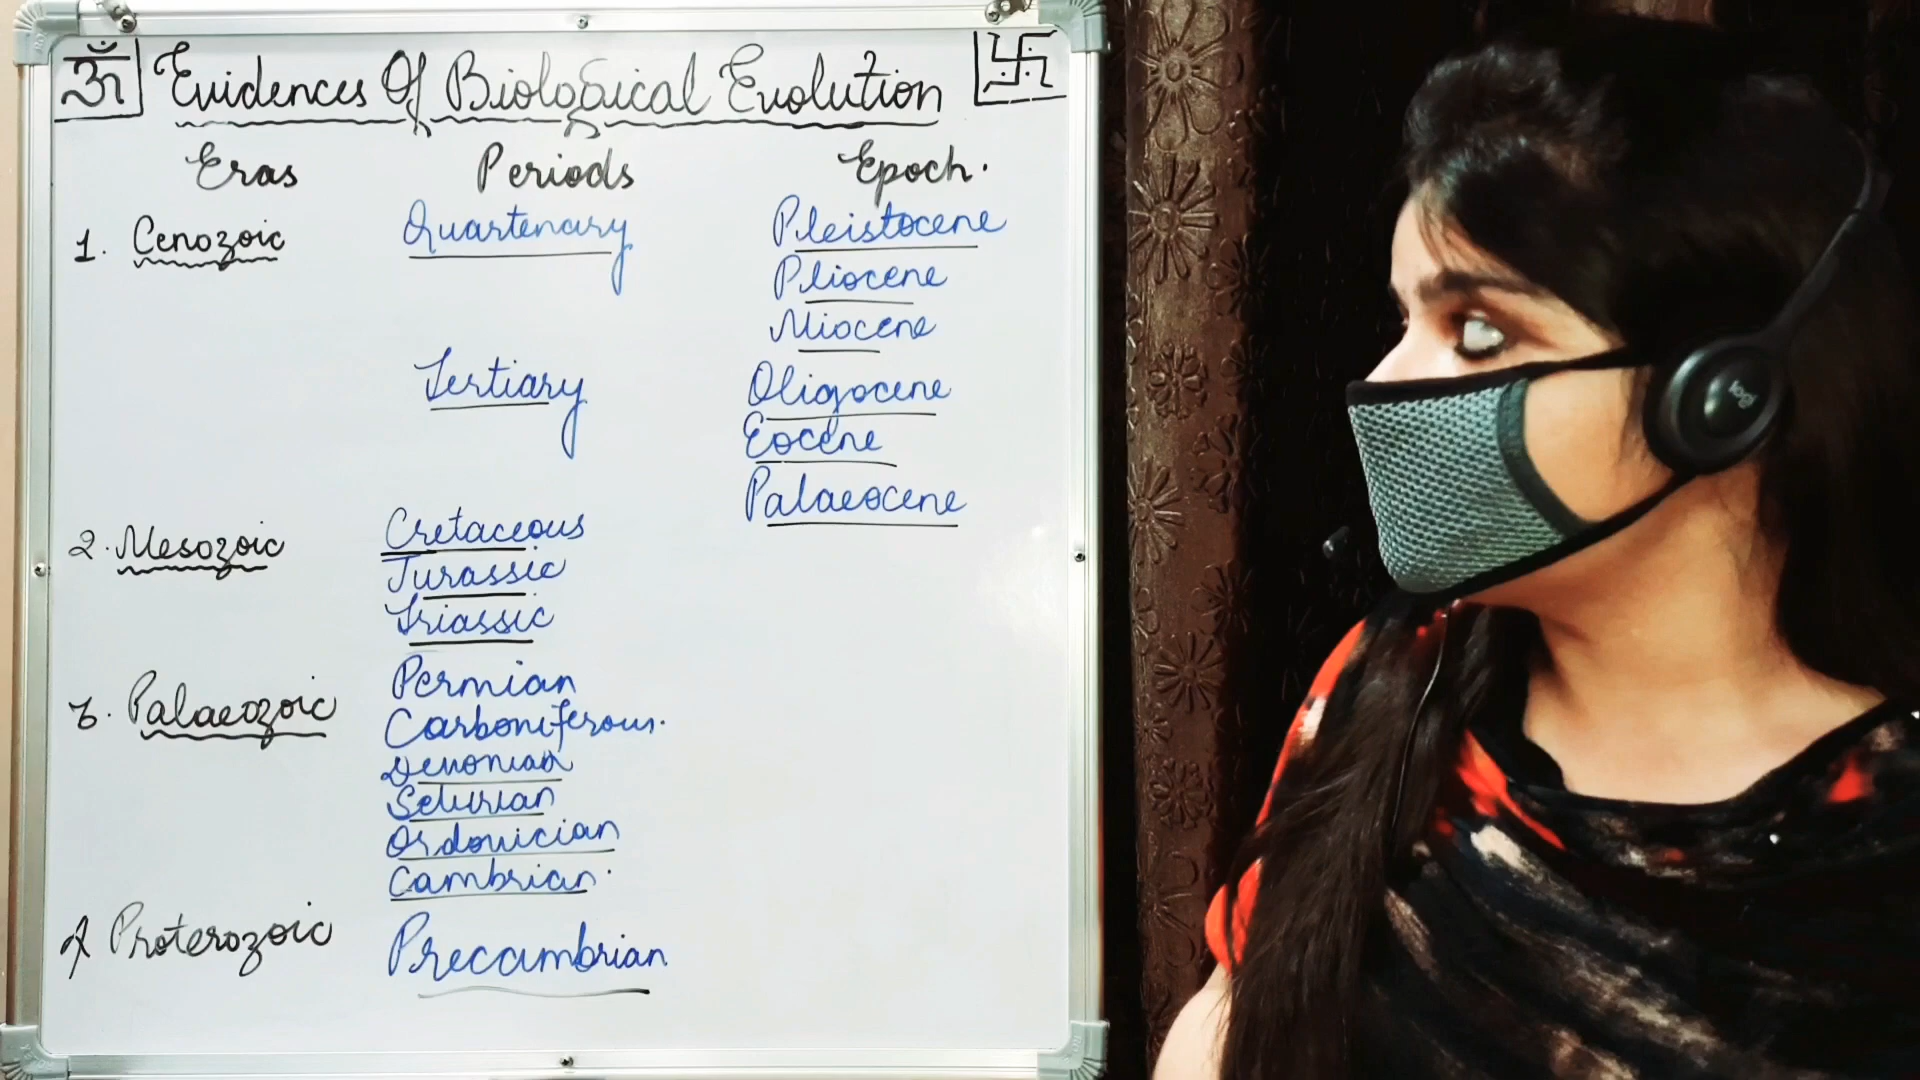 ॐ Evidences Of Biological Evolution 卐
Eras Periods Epoch.
1. Cenozoic Quartenary Pleistocene
Pliocene
Miocene
Tertiary Oligocene
Eocene
Palaeocene
2. Mesozoic Cretaceous
Jurassic
Triassic
3. Palaeozoic Permian
Carboniferous.
Devonian
Selurian
Ordovician
Cambrian.
4 Proterozoic Precambrian
logi